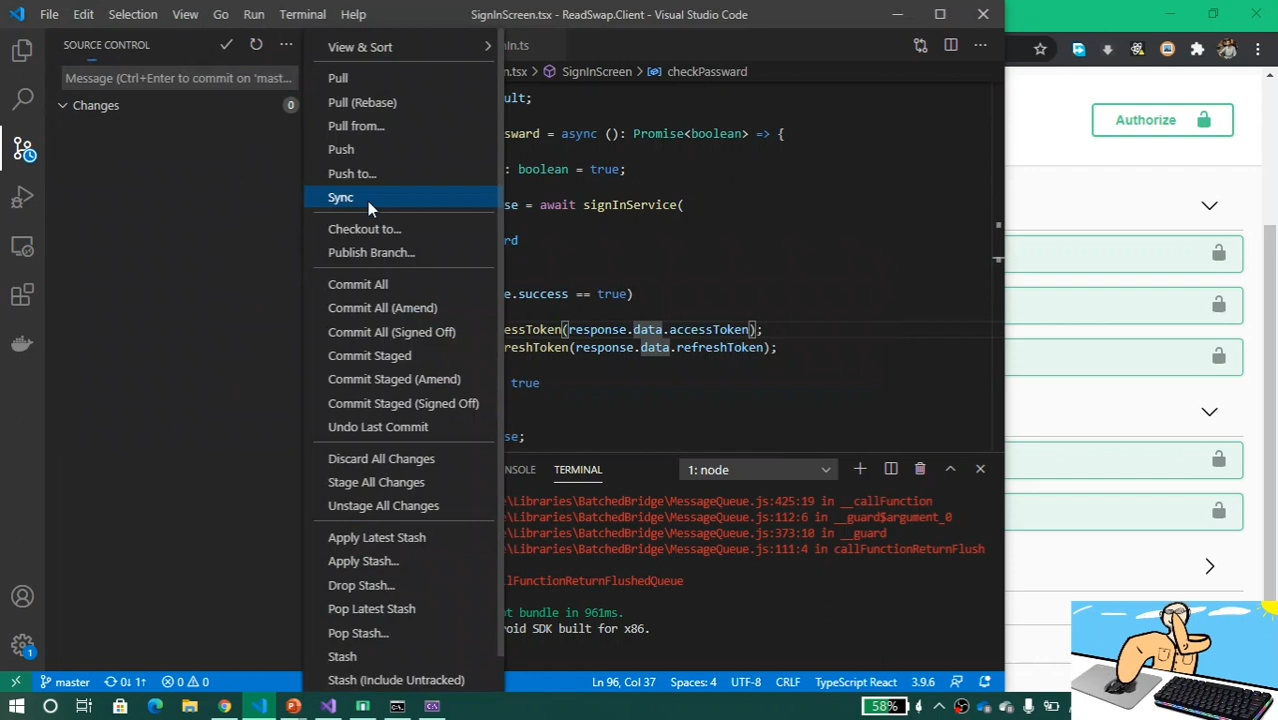 File Edit Selection View Go Run Terminal Help SignInScreen.tsx - ReadSwap.Client - Visual Studio Code
SOURCE CONTROL
Message (Ctrl+Enter to commit on 'mast...
Changes 0
View & Sort
Pull
Pull (Rebase)
Pull from...
Push
Push to...
Sync
Checkout to...
Publish Branch...
Commit All
Commit All (Amend)
Commit All (Signed Off)
Commit Staged
Commit Staged (Amend)
Commit Staged (Signed Off)
Undo Last Commit
Discard All Changes
Stage All Changes
Unstage All Changes
Apply Latest Stash
Apply Stash...
Drop Stash...
Pop Latest Stash
Pop Stash...
Stash
Stash (Include Untracked)
nIn.ts
en.tsx > SignInScreen > checkPassward
ult;
ssward = async (): Promise<boolean> => {
: boolean = true;
se = await signInService(
rd
e.success == true)
essToken(response.data.accessToken);
reshToken(response.data.refreshToken);
true
se;
NSOLE TERMINAL 1: node
e\Libraries\BatchedBridge\MessageQueue.js:425:19 in __callFunction
e\Libraries\BatchedBridge\MessageQueue.js:112:6 in __guard$argument_0
e\Libraries\BatchedBridge\MessageQueue.js:373:10 in __guard
e\Libraries\BatchedBridge\MessageQueue.js:111:4 in callFunctionReturnFlush
llFunctionReturnFlushedQueue
pt bundle in 961ms.
roid SDK built for x86.
1
master 0↓ 1↑ 0 0 Ln 96, Col 37 Spaces: 4 UTF-8 CRLF TypeScript React 3.9.6
Authorize
58%